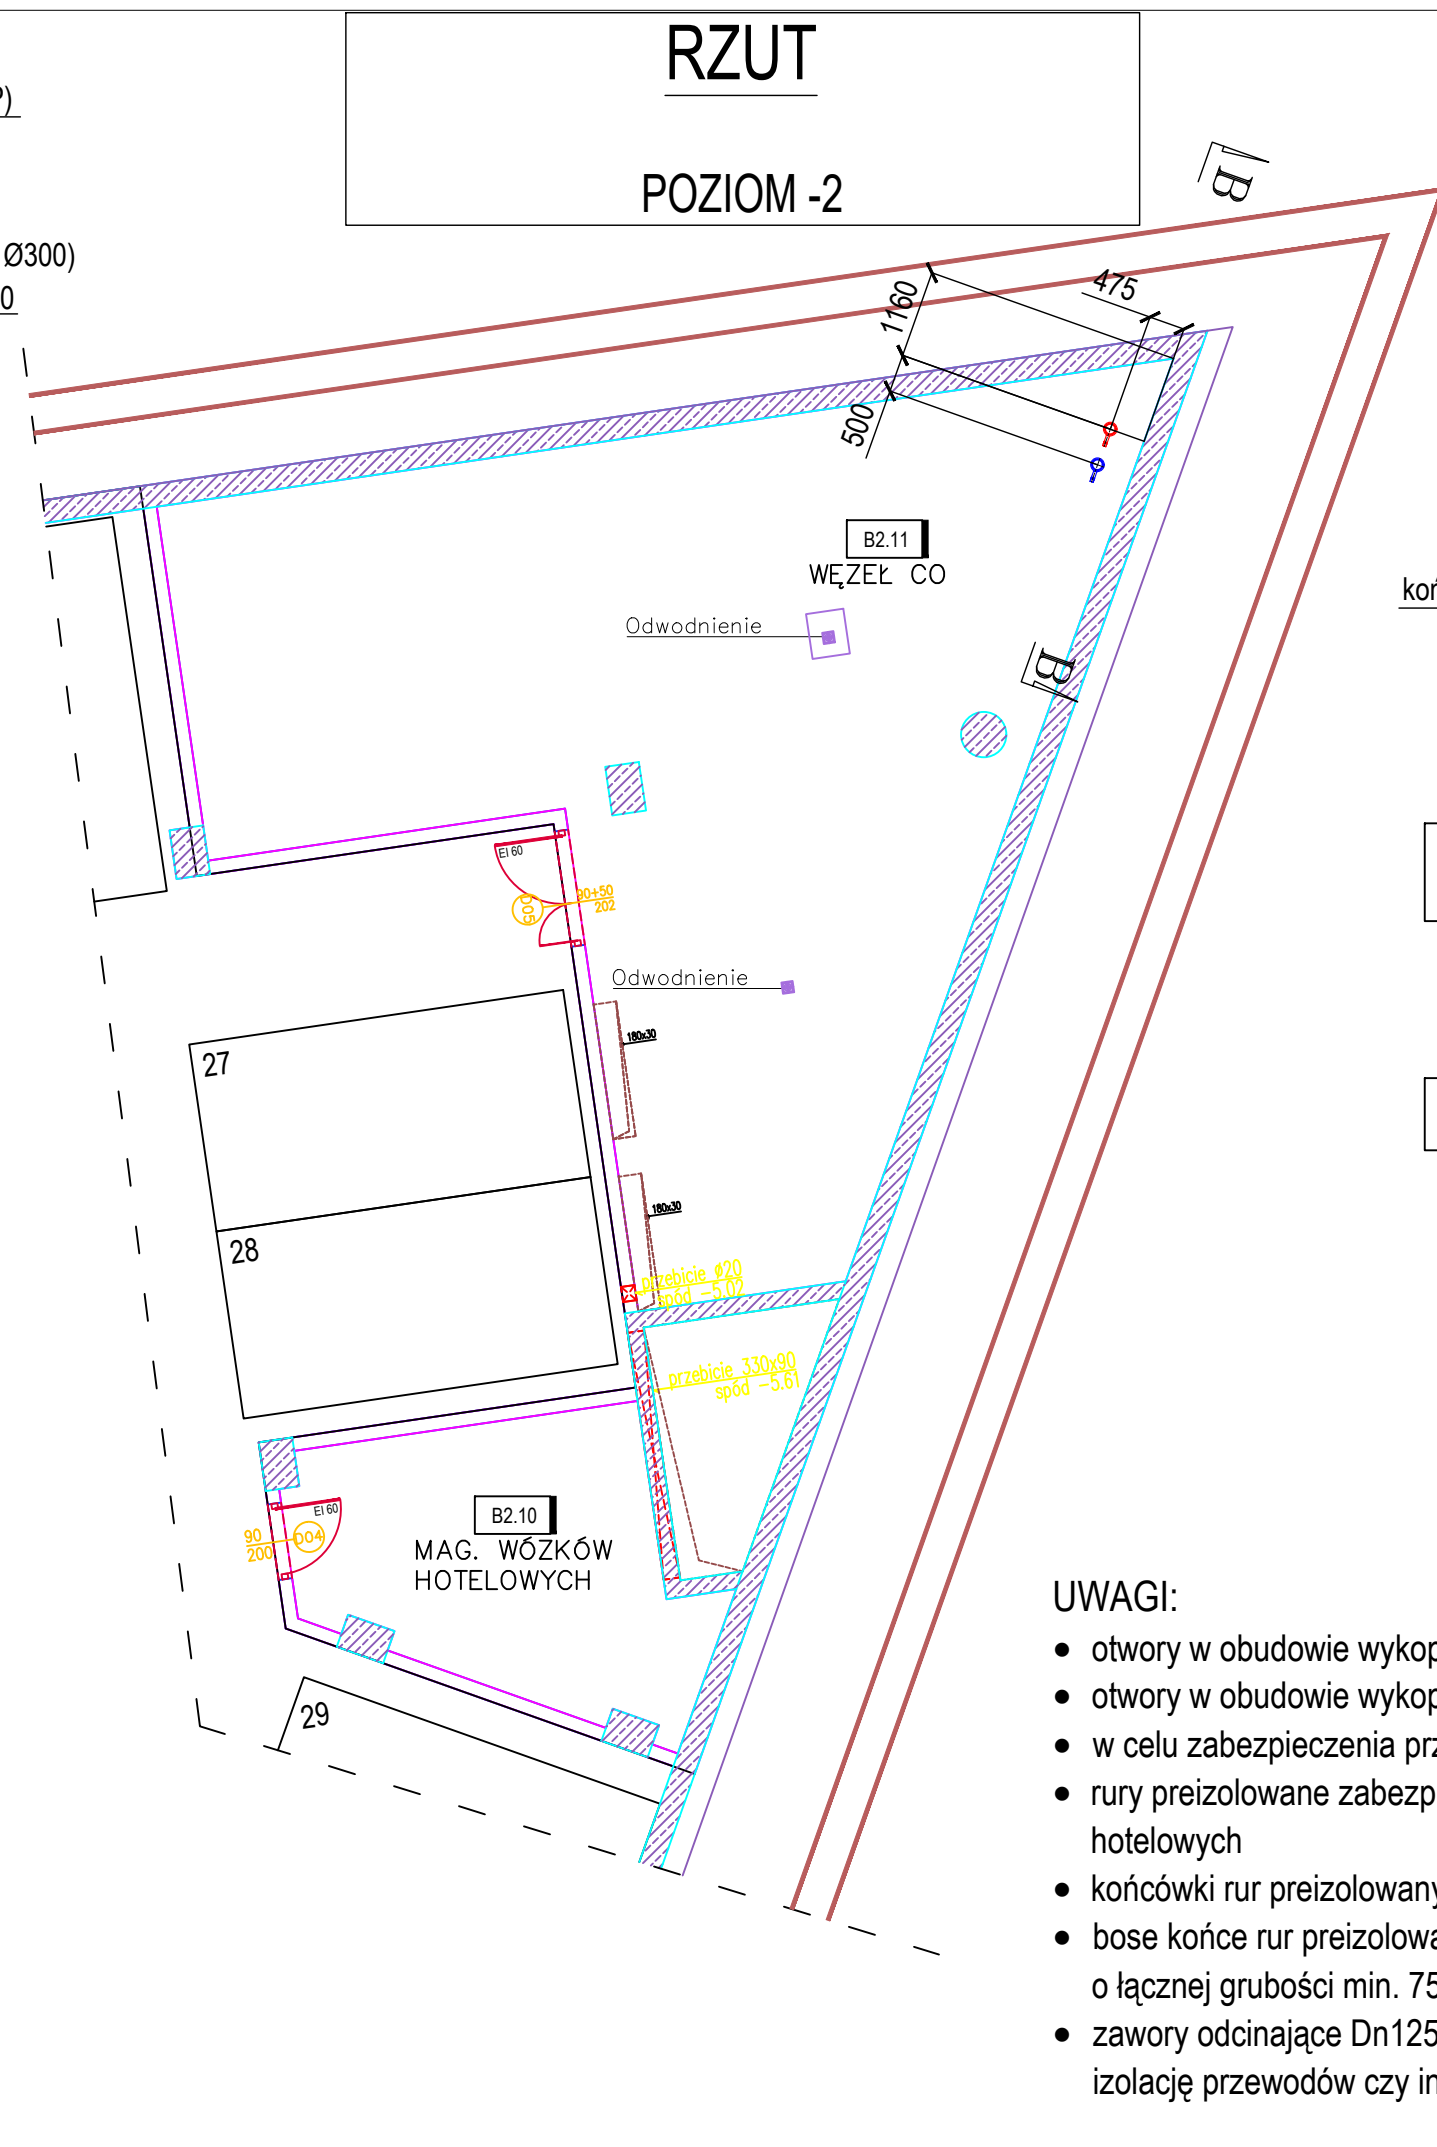 RZUT
POZIOM -2
Ø300)
0
B
1160
475
500
B2.11
WĘZEŁ CO
Odwodnienie
B
EI 60
D05
90+50
202
Odwodnienie
180x30
27
180x30
28
przebicie Ø20
spód -5.02
przebicie 330x90
spód -5.61
B2.10
MAG. WÓZKÓW
HOTELOWYCH
EI 60
90
200
D04
29
UWAGI:
• otwory w obudowie wykop
• otwory w obudowie wykop
• w celu zabezpieczenia prz
• rury preizolowane zabezp
hotelowych
• końcówki rur preizolowany
• bose końce rur preizolowa
o łącznej grubości min. 75
• zawory odcinające Dn125
izolację przewodów czy in